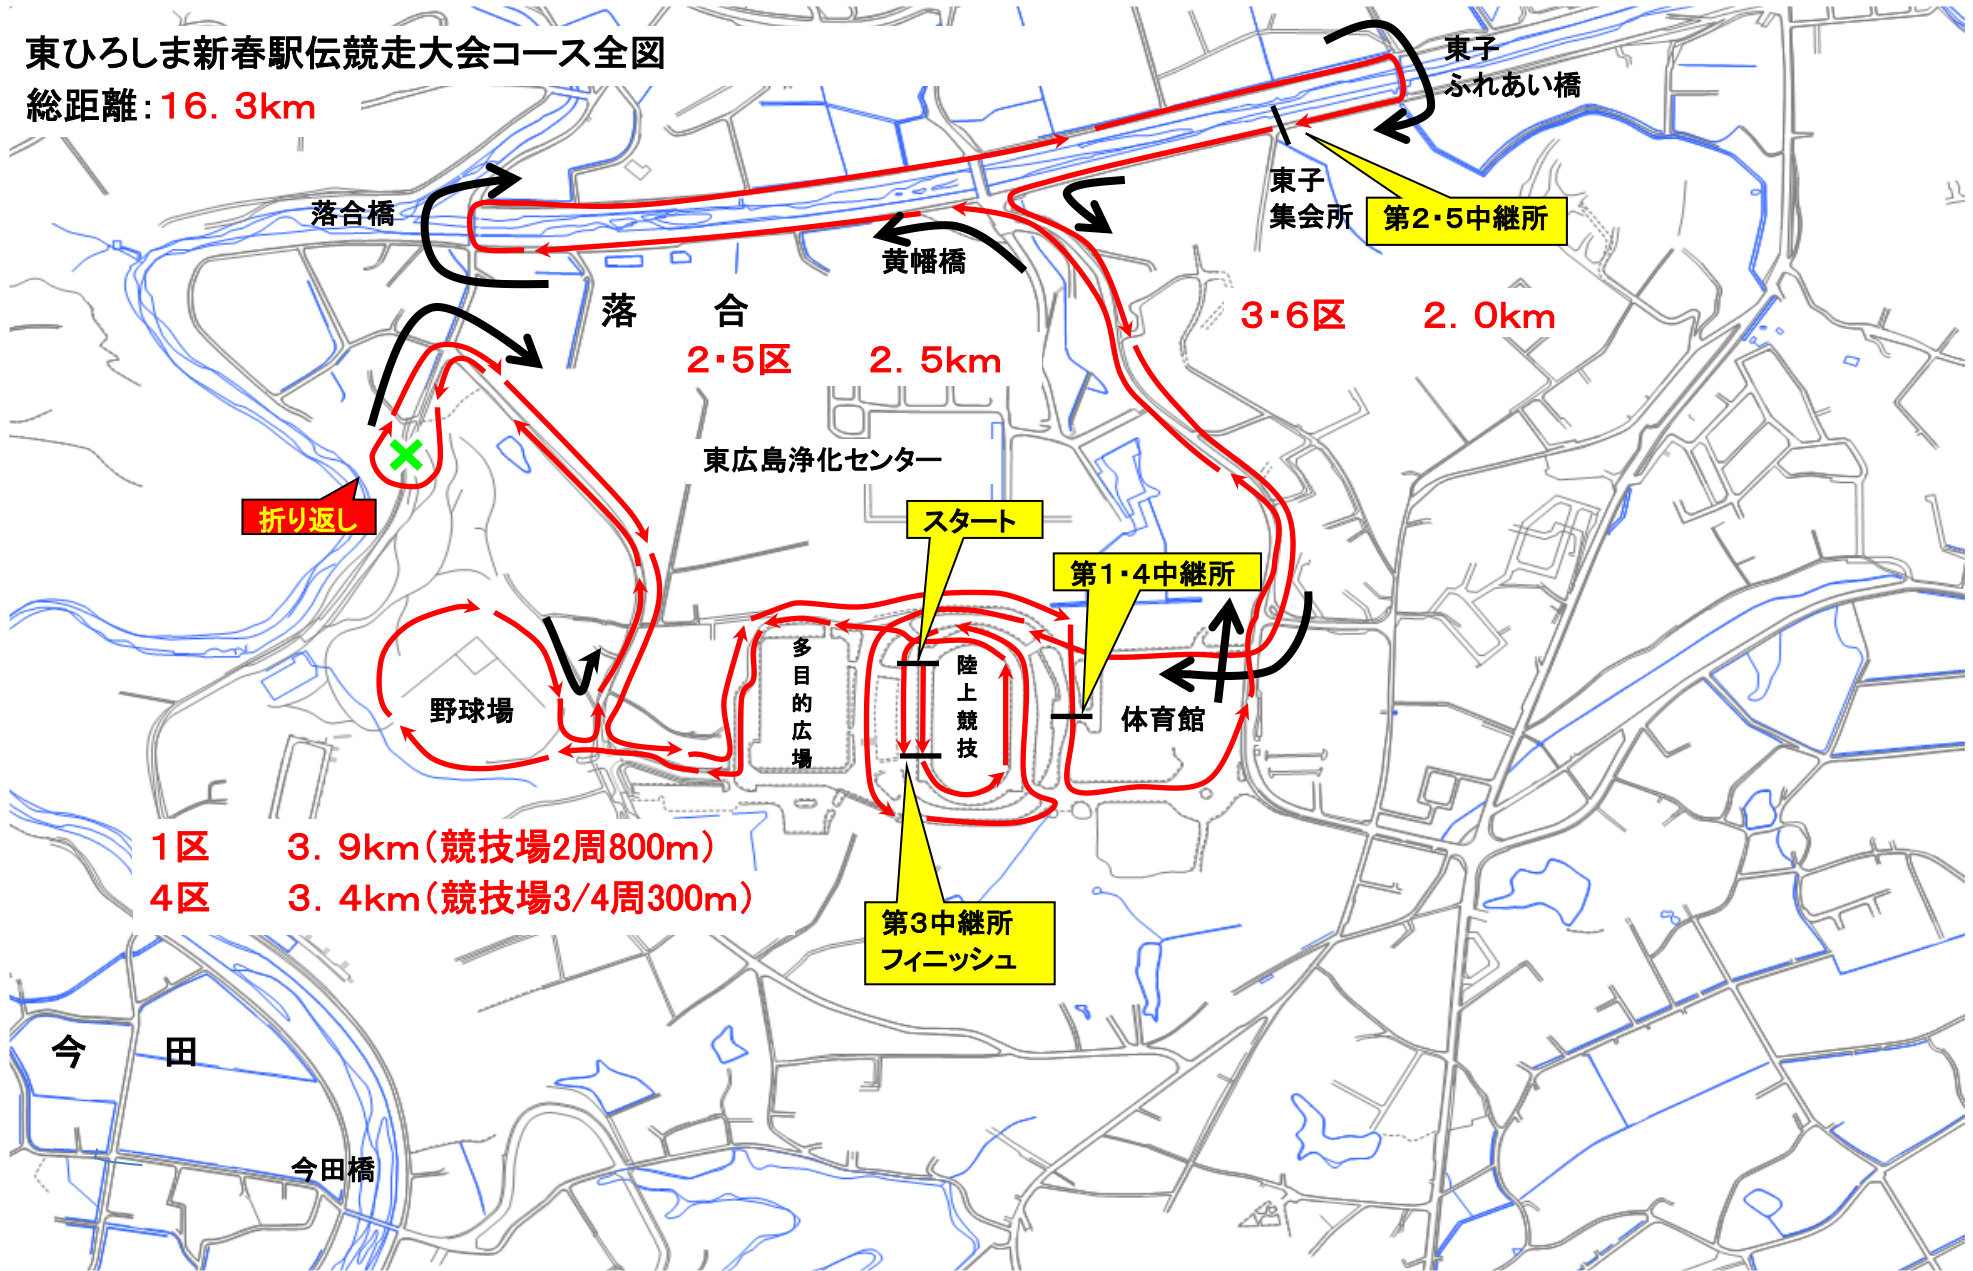 東ひろしま新春駅伝競走大会コース全図
総距離：16．3km
東子
ふれあい橋
落合橋
東子
集会所
第2・5中継所
黄幡橋
落　合
3・6区　2．0km
2・5区　2．5km
東広島浄化センター
折り返し
スタート
第1・4中継所
多目的広場
陸上競技
野球場
体育館
1区　3．9km（競技場2周800m）
4区　3．4km（競技場3/4周300m）
第3中継所
フィニッシュ
今　田
今田橋